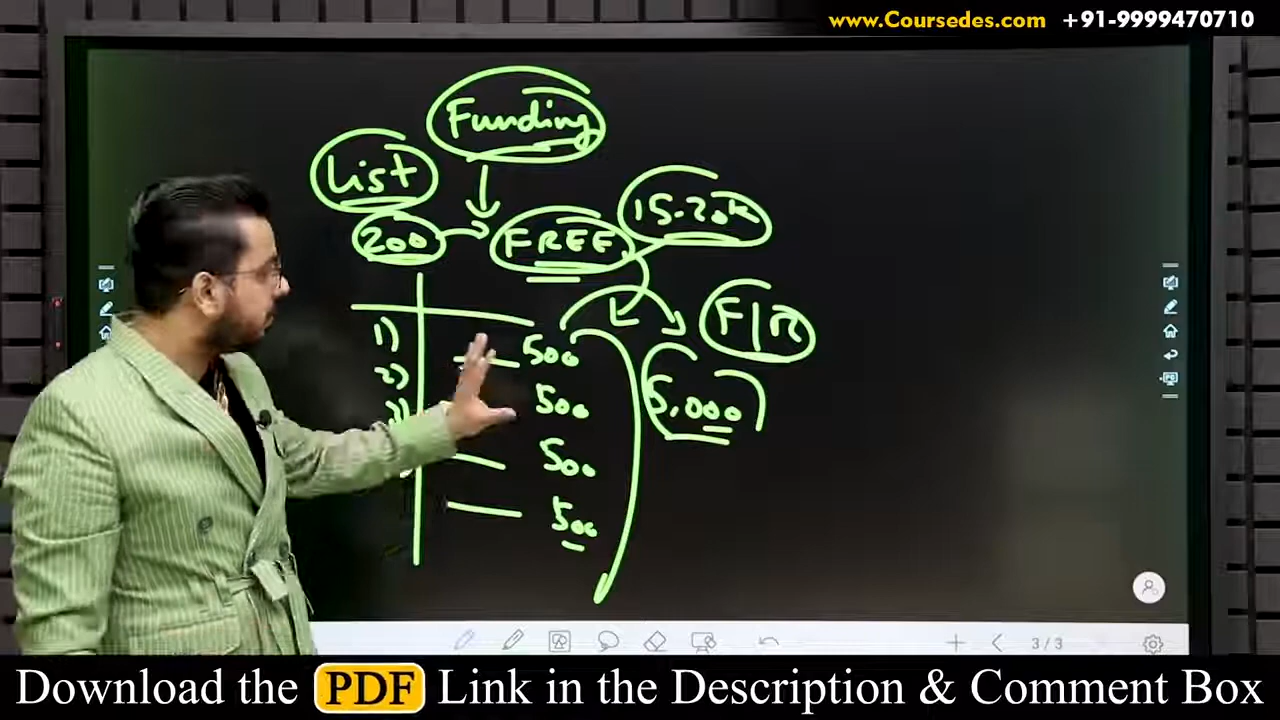 www.Coursedes.com +91-9999470710
Funding
List
15-20k
200
FREE
F|R
1) 500
5,000
2) 500
3) 500
500
3/3
Download the PDF Link in the Description & Comment Box